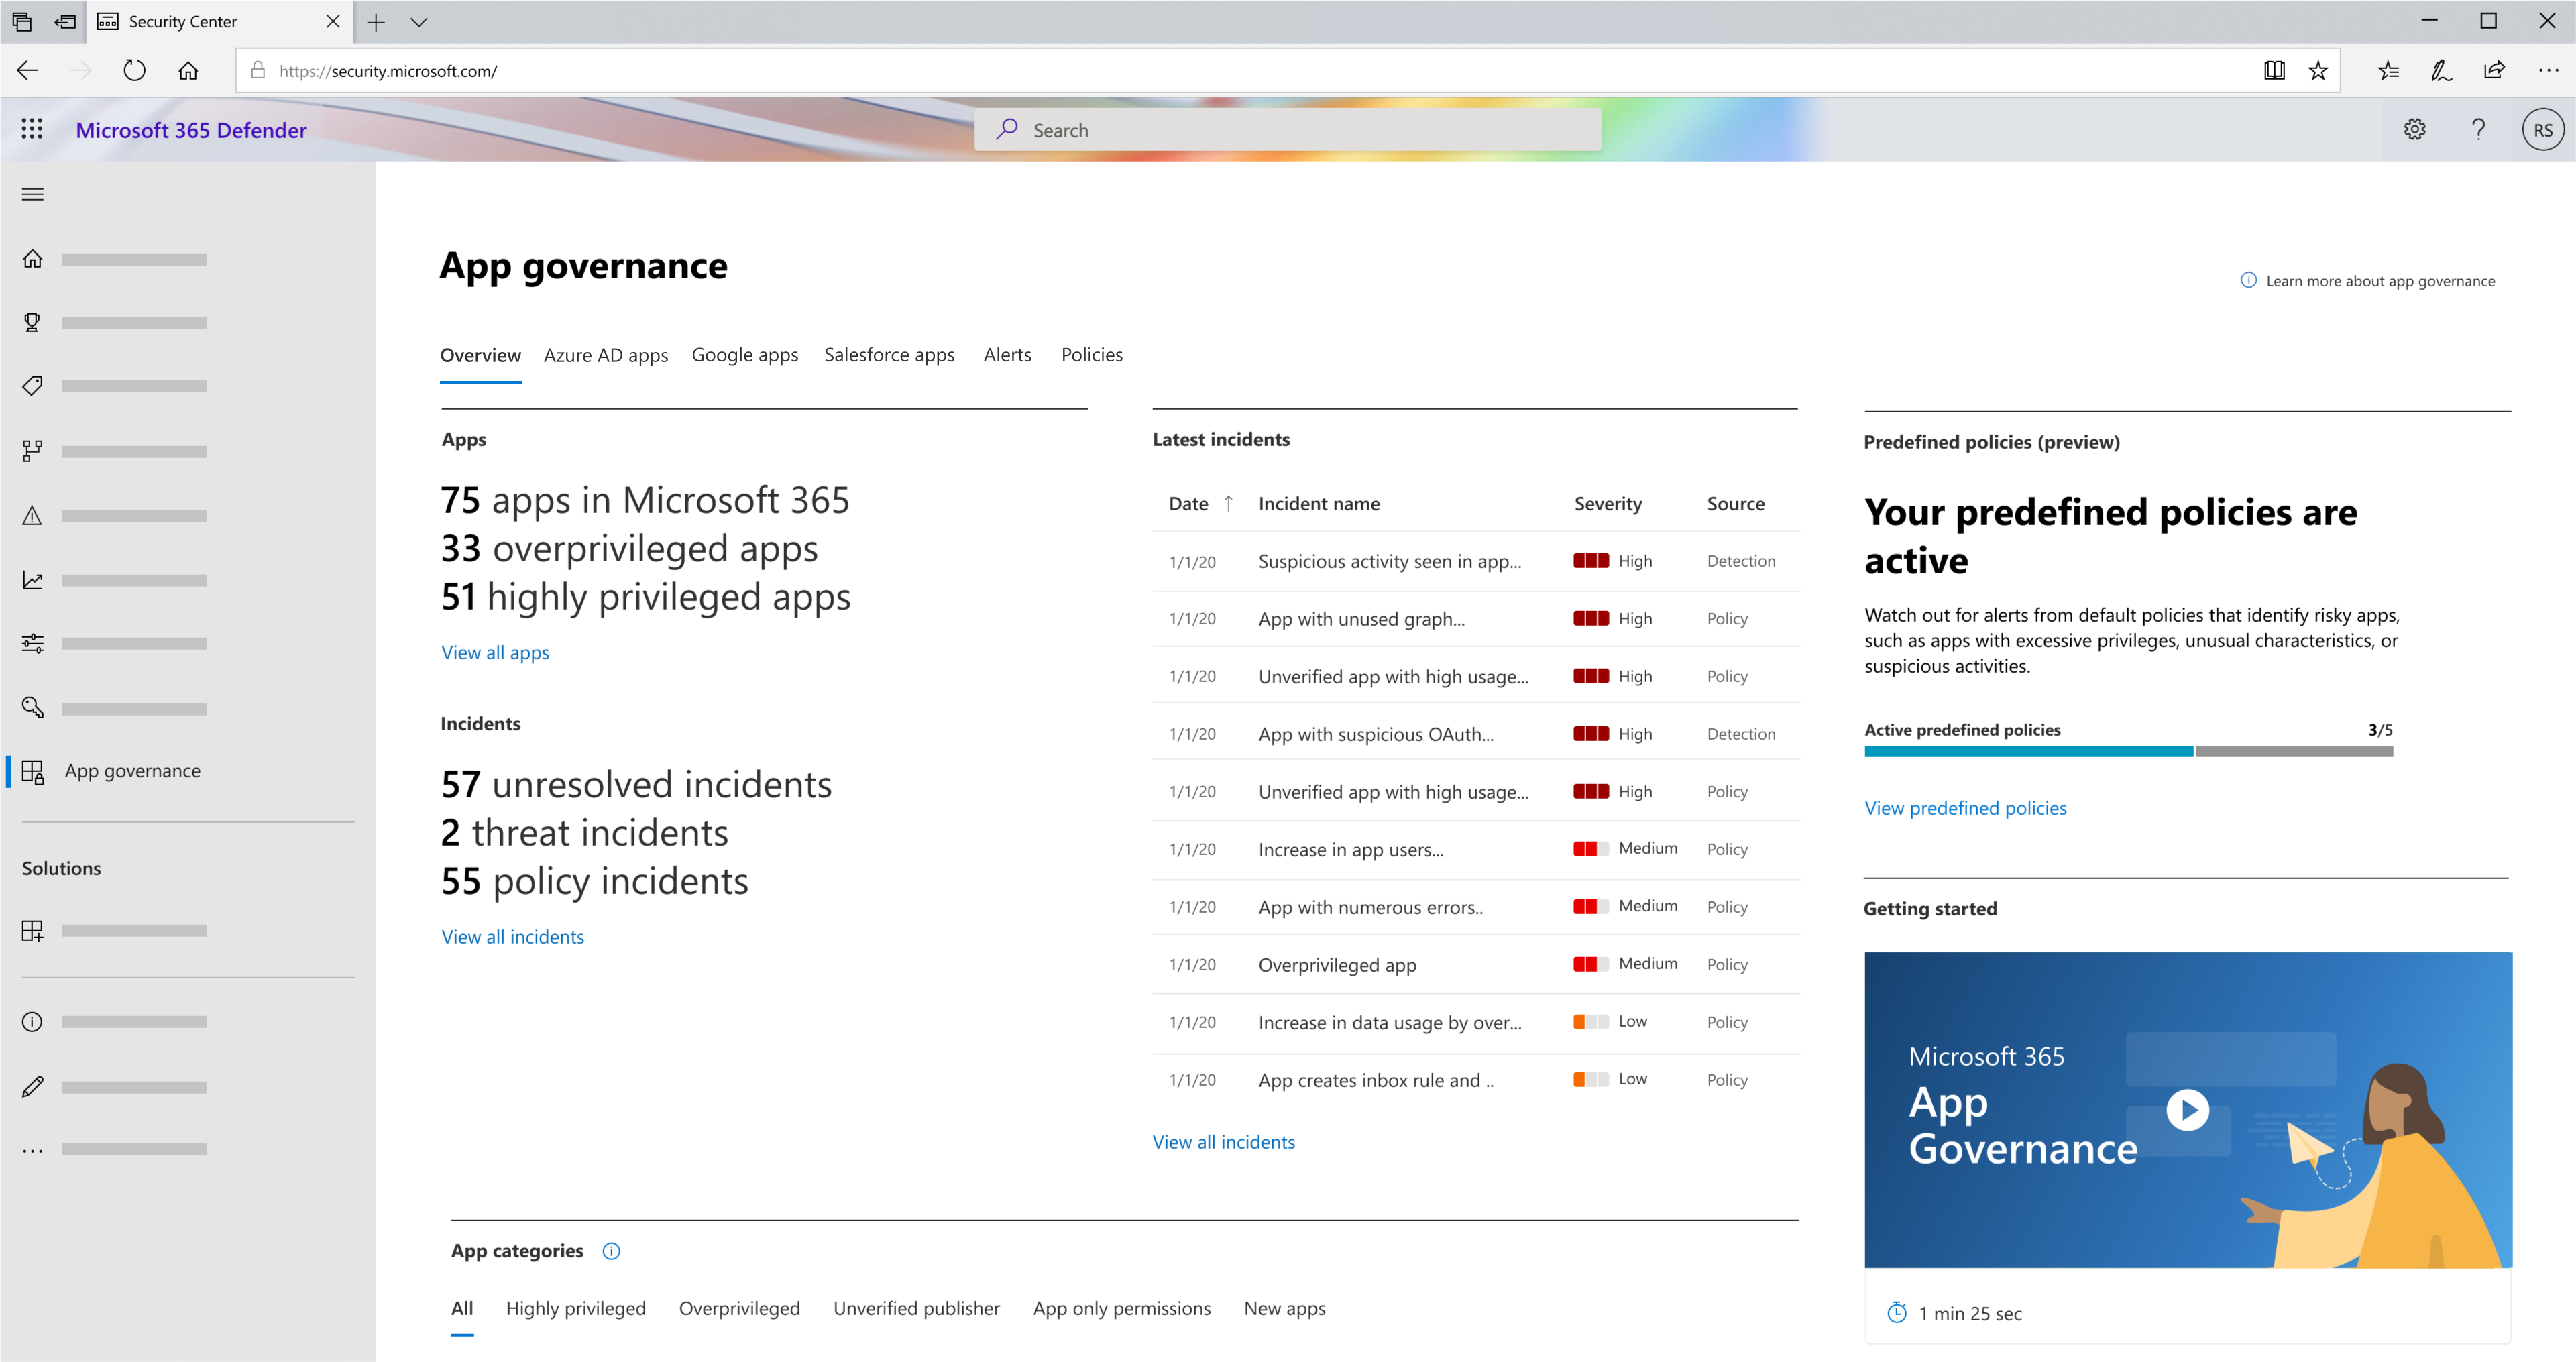 Security Center
https://security.microsoft.com/
Microsoft 365 Defender
Search
?
RS
App governance
Solutions
App governance
Learn more about app governance
Overview Azure AD apps Google apps Salesforce apps Alerts Policies
Apps
75 apps in Microsoft 365
33 overprivileged apps
51 highly privileged apps
View all apps
Incidents
57 unresolved incidents
2 threat incidents
55 policy incidents
View all incidents
Latest incidents
Date ↑ Incident name Severity Source
1/1/20 Suspicious activity seen in app... High Detection
1/1/20 App with unused graph... High Policy
1/1/20 Unverified app with high usage... High Policy
1/1/20 App with suspicious OAuth... High Detection
1/1/20 Unverified app with high usage... High Policy
1/1/20 Increase in app users... Medium Policy
1/1/20 App with numerous errors.. Medium Policy
1/1/20 Overprivileged app Medium Policy
1/1/20 Increase in data usage by over... Low Policy
1/1/20 App creates inbox rule and .. Low Policy
View all incidents
Predefined policies (preview)
Your predefined policies are
active
Watch out for alerts from default policies that identify risky apps,
such as apps with excessive privileges, unusual characteristics, or
suspicious activities.
Active predefined policies 3/5
View predefined policies
Getting started
Microsoft 365
App
Governance
1 min 25 sec
App categories
All Highly privileged Overprivileged Unverified publisher App only permissions New apps